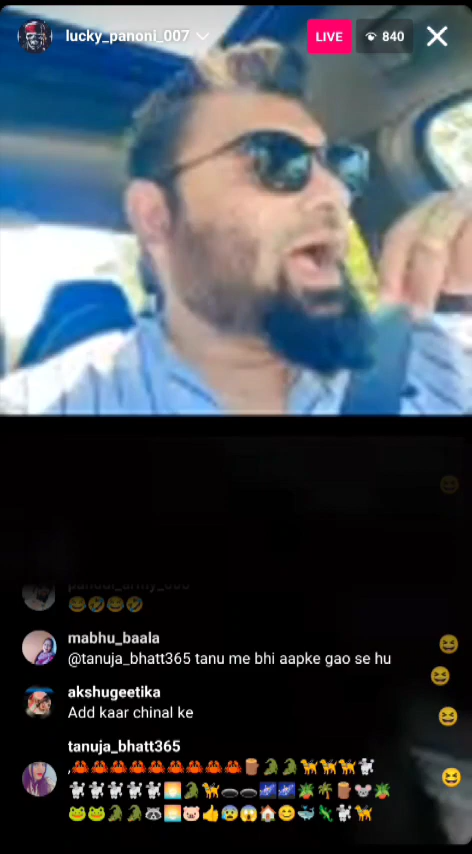 lucky_panoni_007
LIVE
840
😂🤣😂🤣
mabhu_baala
@tanuja_bhatt365 tanu me bhi aapke gao se hu
akshugeetika
Add kaar chinal ke
tanuja_bhatt365
,🦀🦀🦀🦀🦀🦀🦀🦀🦀🪵🐊🐊🐕‍🦺🐕‍🦺🐕‍🦺🐩
🐩🐩🐩🐩🐩🌅🐊🐕‍🦺🕳️🕳️🌌🌌🪴🌴🪵🐭🪴
🐸🐸🐊🐊🦝🌅🐷👍😰😱🏠😊🐳🦎🐩🐕‍🦺